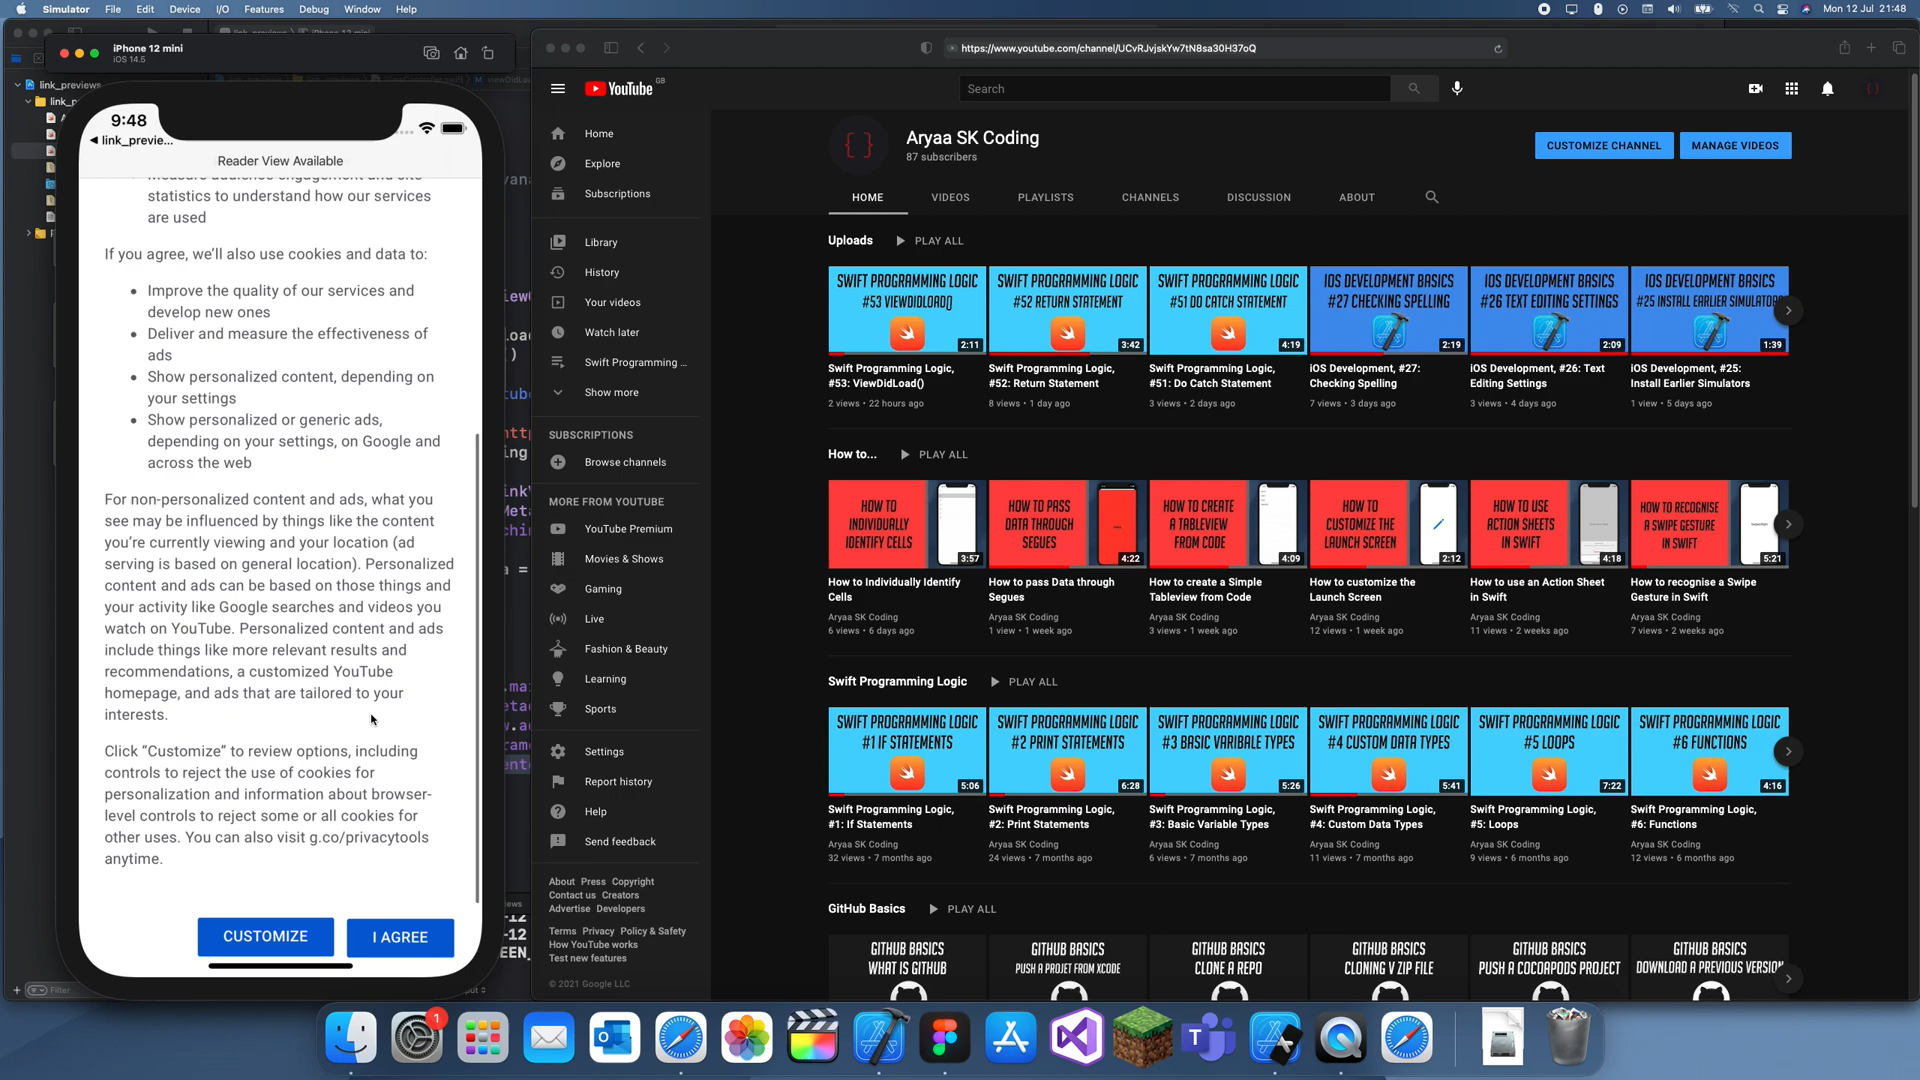 Simulator File Edit Device I/O Features Debug Window Help
Mon 12 Jul 21:48
iPhone 12 mini
iOS 14.5
link_previews
9:48
link_previe...
Reader View Available
statistics to understand how our services
are used
If you agree, we'll also use cookies and data to:
Improve the quality of our services and
develop new ones
Deliver and measure the effectiveness of
ads
Show personalized content, depending on
your settings
Show personalized or generic ads,
depending on your settings, on Google and
across the web
For non-personalized content and ads, what you
see may be influenced by things like the content
you're currently viewing and your location (ad
serving is based on general location). Personalized
content and ads can be based on those things and
your activity like Google searches and videos you
watch on YouTube. Personalized content and ads
include things like more relevant results and
recommendations, a customized YouTube
homepage, and ads that are tailored to your
interests.
Click “Customize” to review options, including
controls to reject the use of cookies for
personalization and information about browser-
level controls to reject some or all cookies for
other uses. You can also visit g.co/privacytools
anytime.
CUSTOMIZE I AGREE
Filter
https://www.youtube.com/channel/UCvRJvjskYw7tN8sa30H37oQ
YouTube GB
Search
Home
Explore
Subscriptions
Library
History
Your videos
Watch later
Swift Programming ...
Show more
SUBSCRIPTIONS
Browse channels
MORE FROM YOUTUBE
YouTube Premium
Movies & Shows
Gaming
Live
Fashion & Beauty
Learning
Sports
Settings
Report history
Help
Send feedback
About Press Copyright
Contact us Creators
Advertise Developers
Terms Privacy Policy & Safety
How YouTube works
Test new features
© 2021 Google LLC
{ } Aryaa SK Coding
87 subscribers
CUSTOMIZE CHANNEL MANAGE VIDEOS
HOME VIDEOS PLAYLISTS CHANNELS DISCUSSION ABOUT
Uploads PLAY ALL
SWIFT PROGRAMMING LOGIC
#53 VIEWDIDLOAD()
2:11
Swift Programming Logic,
#53: ViewDidLoad()
2 views • 22 hours ago
SWIFT PROGRAMMING LOGIC
#52 RETURN STATEMENT
3:42
Swift Programming Logic,
#52: Return Statement
8 views • 1 day ago
SWIFT PROGRAMMING LOGIC
#51 DO CATCH STATEMENT
4:19
Swift Programming Logic,
#51: Do Catch Statement
3 views • 2 days ago
IOS DEVELOPMENT BASICS
#27 CHECKING SPELLING
2:19
iOS Development, #27:
Checking Spelling
7 views • 3 days ago
IOS DEVELOPMENT BASICS
#26 TEXT EDITING SETTINGS
2:09
iOS Development, #26: Text
Editing Settings
3 views • 4 days ago
IOS DEVELOPMENT BASICS
#25 INSTALL EARLIER SIMULATORS
1:39
iOS Development, #25:
Install Earlier Simulators
1 view • 5 days ago
How to... PLAY ALL
HOW TO
INDIVIDUALLY
IDENTIFY CELLS
3:57
How to Individually Identify
Cells
Aryaa SK Coding
6 views • 6 days ago
HOW TO PASS
DATA THROUGH
SEGUES
4:22
How to pass Data through
Segues
Aryaa SK Coding
1 view • 1 week ago
HOW TO CREATE
A TABLEVIEW
FROM CODE
4:09
How to create a Simple
Tableview from Code
Aryaa SK Coding
3 views • 1 week ago
HOW TO
CUSTOMIZE THE
LAUNCH SCREEN
2:12
How to customize the
Launch Screen
Aryaa SK Coding
12 views • 1 week ago
HOW TO USE
ACTION SHEETS
IN SWIFT
4:18
How to use an Action Sheet
in Swift
Aryaa SK Coding
11 views • 2 weeks ago
HOW TO RECOGNISE
A SWIPE GESTURE
IN SWIFT
5:21
How to recognise a Swipe
Gesture in Swift
Aryaa SK Coding
7 views • 2 weeks ago
Swift Programming Logic PLAY ALL
SWIFT PROGRAMMING LOGIC
#1 IF STATEMENTS
5:06
Swift Programming Logic,
#1: If Statements
Aryaa SK Coding
32 views • 7 months ago
SWIFT PROGRAMMING LOGIC
#2 PRINT STATEMENTS
6:28
Swift Programming Logic,
#2: Print Statements
Aryaa SK Coding
24 views • 7 months ago
SWIFT PROGRAMMING LOGIC
#3 BASIC VARIBALE TYPES
5:26
Swift Programming Logic,
#3: Basic Variable Types
Aryaa SK Coding
6 views • 7 months ago
SWIFT PROGRAMMING LOGIC
#4 CUSTOM DATA TYPES
5:41
Swift Programming Logic,
#4: Custom Data Types
Aryaa SK Coding
11 views • 7 months ago
SWIFT PROGRAMMING LOGIC
#5 LOOPS
7:22
Swift Programming Logic,
#5: Loops
Aryaa SK Coding
9 views • 6 months ago
SWIFT PROGRAMMING LOGIC
#6 FUNCTIONS
4:16
Swift Programming Logic,
#6: Functions
Aryaa SK Coding
12 views • 6 months ago
GitHub Basics PLAY ALL
GITHUB BASICS
WHAT IS GITHUB
GITHUB BASICS
PUSH A PROJET FROM XCODE
GITHUB BASICS
CLONE A REPO
GITHUB BASICS
CLONING V ZIP FILE
GITHUB BASICS
PUSH A COCOAPODS PROJECT
GITHUB BASICS
DOWNLOAD A PREVIOUS VERSION
1